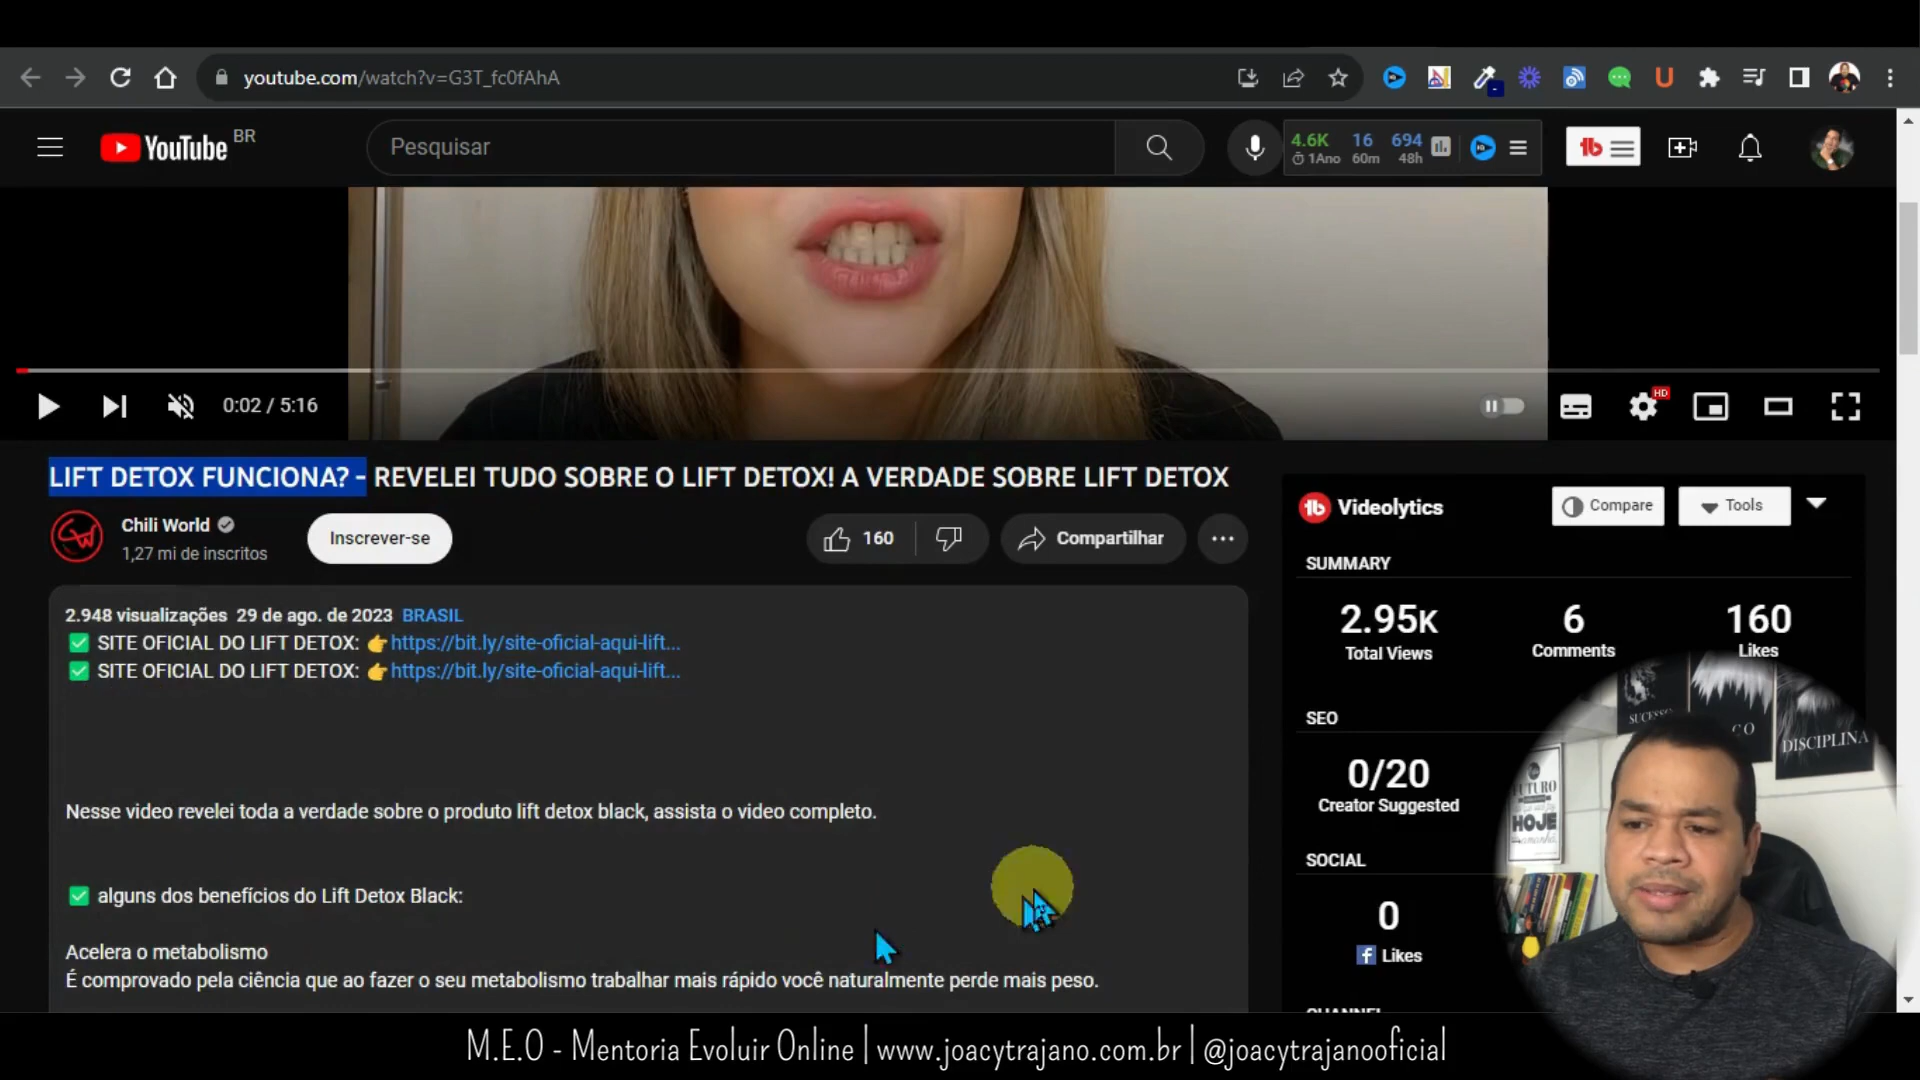 youtube.com/watch?v=G3T_fc0fAhA
YouTube BR
Pesquisar
4.6K 16 694
1Ano 60m 48h
0:02 / 5:16
HD
LIFT DETOX FUNCIONA? - REVELEI TUDO SOBRE O LIFT DETOX! A VERDADE SOBRE LIFT DETOX
Chili World
1,27 mi de inscritos
Inscrever-se
160
Compartilhar
2.948 visualizações 29 de ago. de 2023 BRASIL
SITE OFICIAL DO LIFT DETOX: https://bit.ly/site-oficial-aqui-lift...
SITE OFICIAL DO LIFT DETOX: https://bit.ly/site-oficial-aqui-lift...
Nesse video revelei toda a verdade sobre o produto lift detox black, assista o video completo.
alguns dos benefícios do Lift Detox Black:
Acelera o metabolismo
É comprovado pela ciência que ao fazer o seu metabolismo trabalhar mais rápido você naturalmente perde mais peso.
Videolytics
Compare
Tools
SUMMARY
2.95K 6 160
Total Views Comments Likes
SEO
0/20
Creator Suggested
SOCIAL
0
Likes
SUCESSO
DISCIPLINA
FUTURO
HOJE
M.E.O - Mentoria Evoluir Online | www.joacytrajano.com.br | @joacytrajanooficial